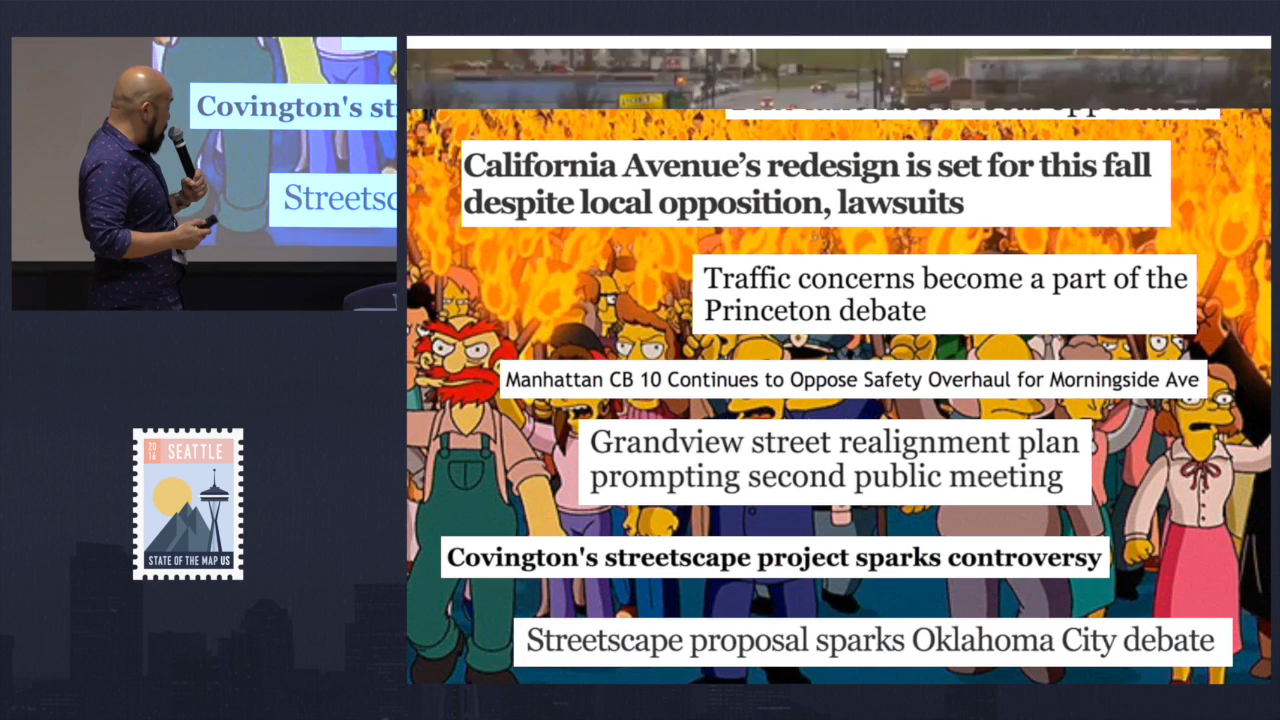 Covington's st
Streetsc
20
16
SEATTLE
STATE OF THE MAP US
California Avenue’s redesign is set for this fall
despite local opposition, lawsuits
Traffic concerns become a part of the
Princeton debate
Manhattan CB 10 Continues to Oppose Safety Overhaul for Morningside Ave
Grandview street realignment plan
prompting second public meeting
Covington's streetscape project sparks controversy
Streetscape proposal sparks Oklahoma City debate